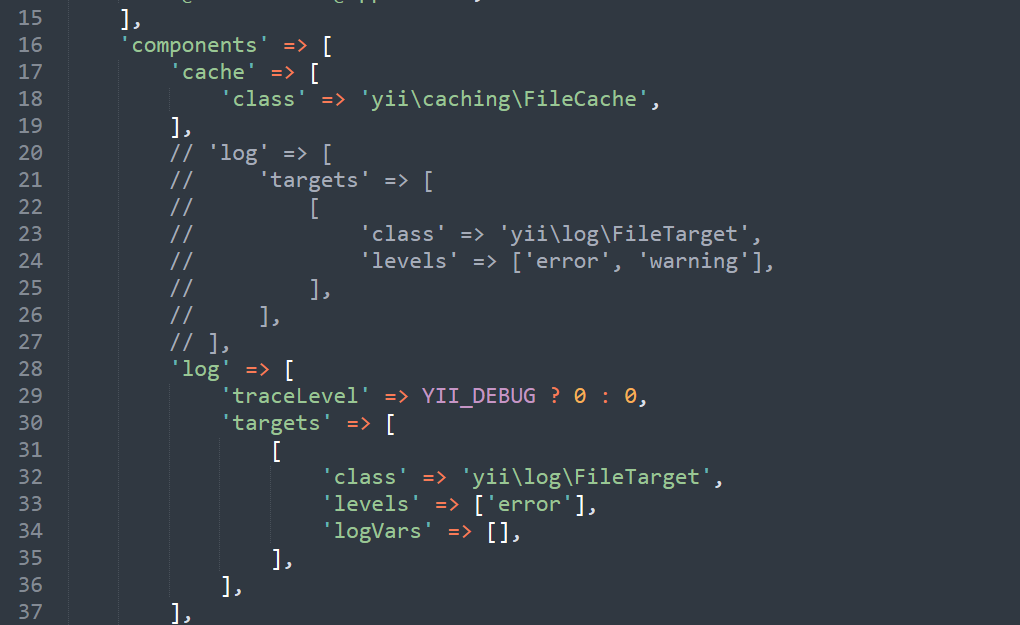 15 ],
16 'components' => [
17 'cache' => [
18 'class' => 'yii\caching\FileCache',
19 ],
20 // 'log' => [
21 // 'targets' => [
22 // [
23 // 'class' => 'yii\log\FileTarget',
24 // 'levels' => ['error', 'warning'],
25 // ],
26 // ],
27 // ],
28 'log' => [
29 'traceLevel' => YII_DEBUG ? 0 : 0,
30 'targets' => [
31 [
32 'class' => 'yii\log\FileTarget',
33 'levels' => ['error'],
34 'logVars' => [],
35 ],
36 ],
37 ],